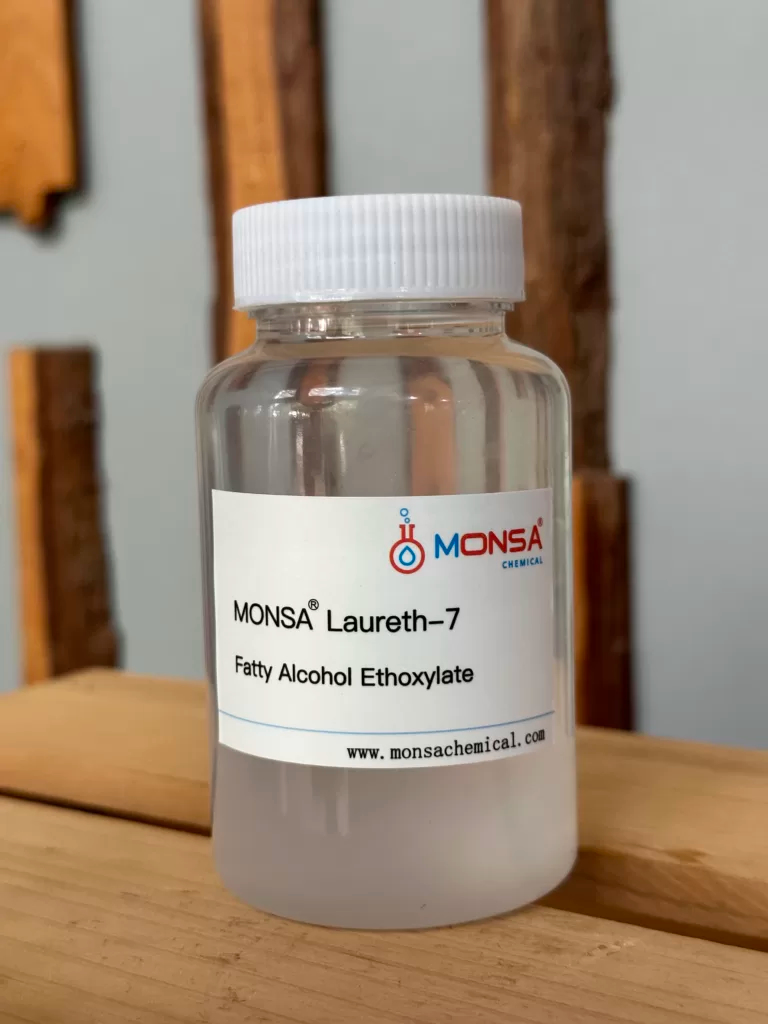 MONSA®
CHEMICAL
MONSA® Laureth-7
Fatty Alcohol Ethoxylate
www.monsachemical.com